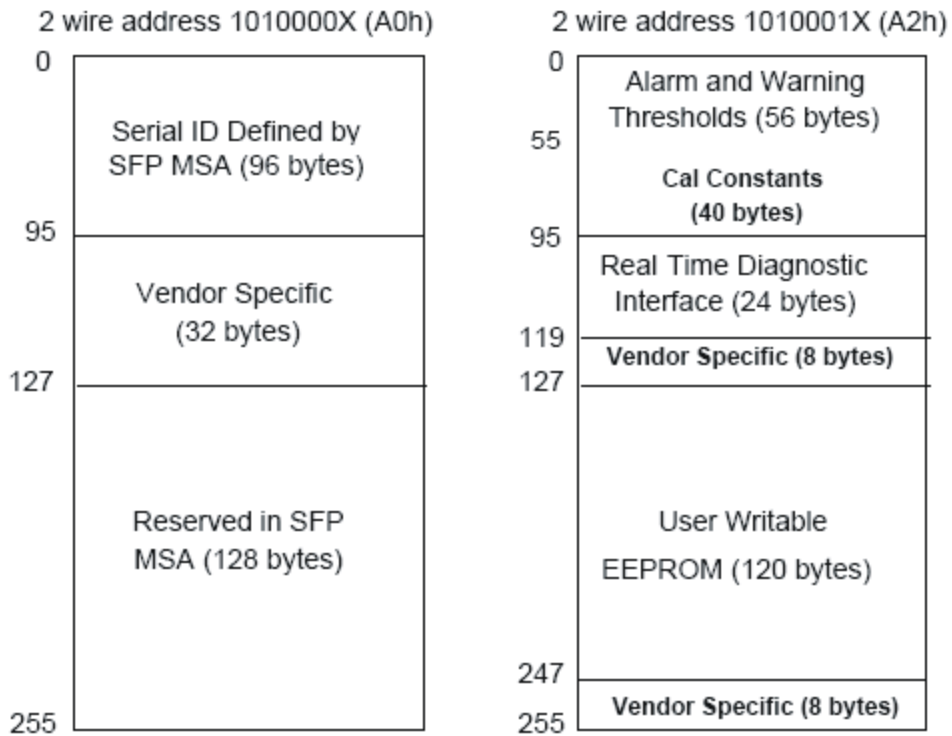 2 wire address 1010000X (A0h)
0
Serial ID Defined by
SFP MSA (96 bytes)
95
Vendor Specific
(32 bytes)
127
Reserved in SFP
MSA (128 bytes)
255
2 wire address 1010001X (A2h)
0
Alarm and Warning
Thresholds (56 bytes)
55
Cal Constants
(40 bytes)
95
Real Time Diagnostic
Interface (24 bytes)
119
Vendor Specific (8 bytes)
127
User Writable
EEPROM (120 bytes)
247
Vendor Specific (8 bytes)
255